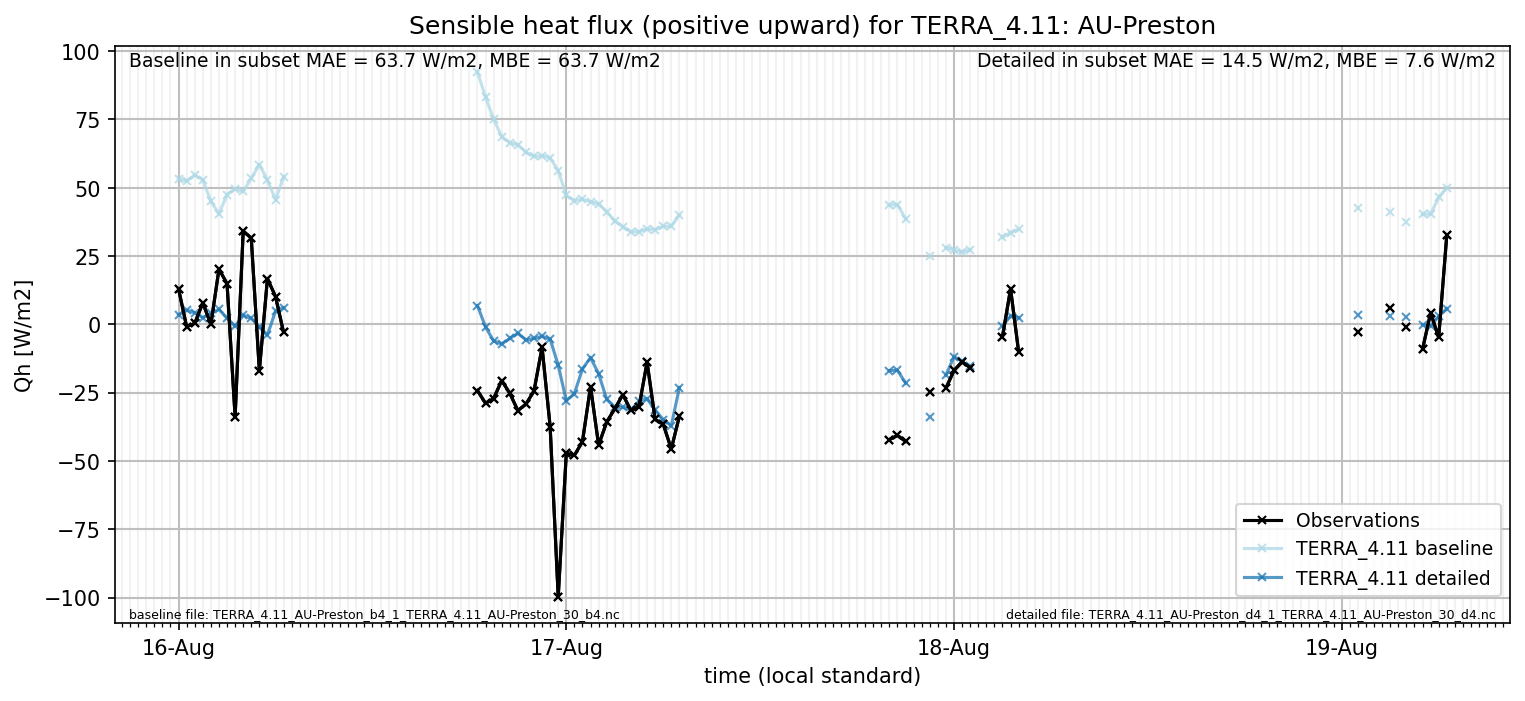 Sensible heat flux (positive upward) for TERRA_4.11: AU-Preston
Baseline in subset MAE = 63.7 W/m2, MBE = 63.7 W/m2
Detailed in subset MAE = 14.5 W/m2, MBE = 7.6 W/m2
Qh [W/m2]
100
75
50
25
0
−25
−50
−75
−100
Observations
TERRA_4.11 baseline
TERRA_4.11 detailed
baseline file: TERRA_4.11_AU-Preston_b4_1_TERRA_4.11_AU-Preston_30_b4.nc
detailed file: TERRA_4.11_AU-Preston_d4_1_TERRA_4.11_AU-Preston_30_d4.nc
16-Aug
17-Aug
18-Aug
19-Aug
time (local standard)